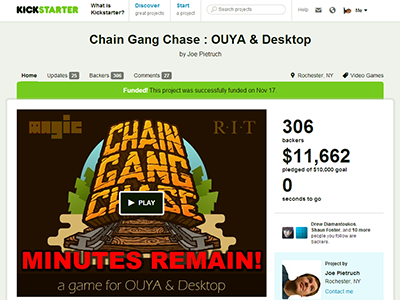 KICKSTARTER
What is Kickstarter?
Discover great projects
Start a project
Search projects
Me
Chain Gang Chase : OUYA & Desktop
by Joe Pietruch
Home Updates 25 Backers 306 Comments 27
Rochester, NY Video Games
Funded! This project was successfully funded on Nov 17.
magic
R·I·T
CHAIN
GANG
CHASE
PLAY
MINUTES REMAIN!
a game for OUYA & Desktop
306
backers
$11,662
pledged of $10,000 goal
0
seconds to go
Drew Diamantoukos,
Shaun Foster, and 10 more
people you follow are
backers.
Project by
Joe Pietruch
Rochester, NY
Contact me